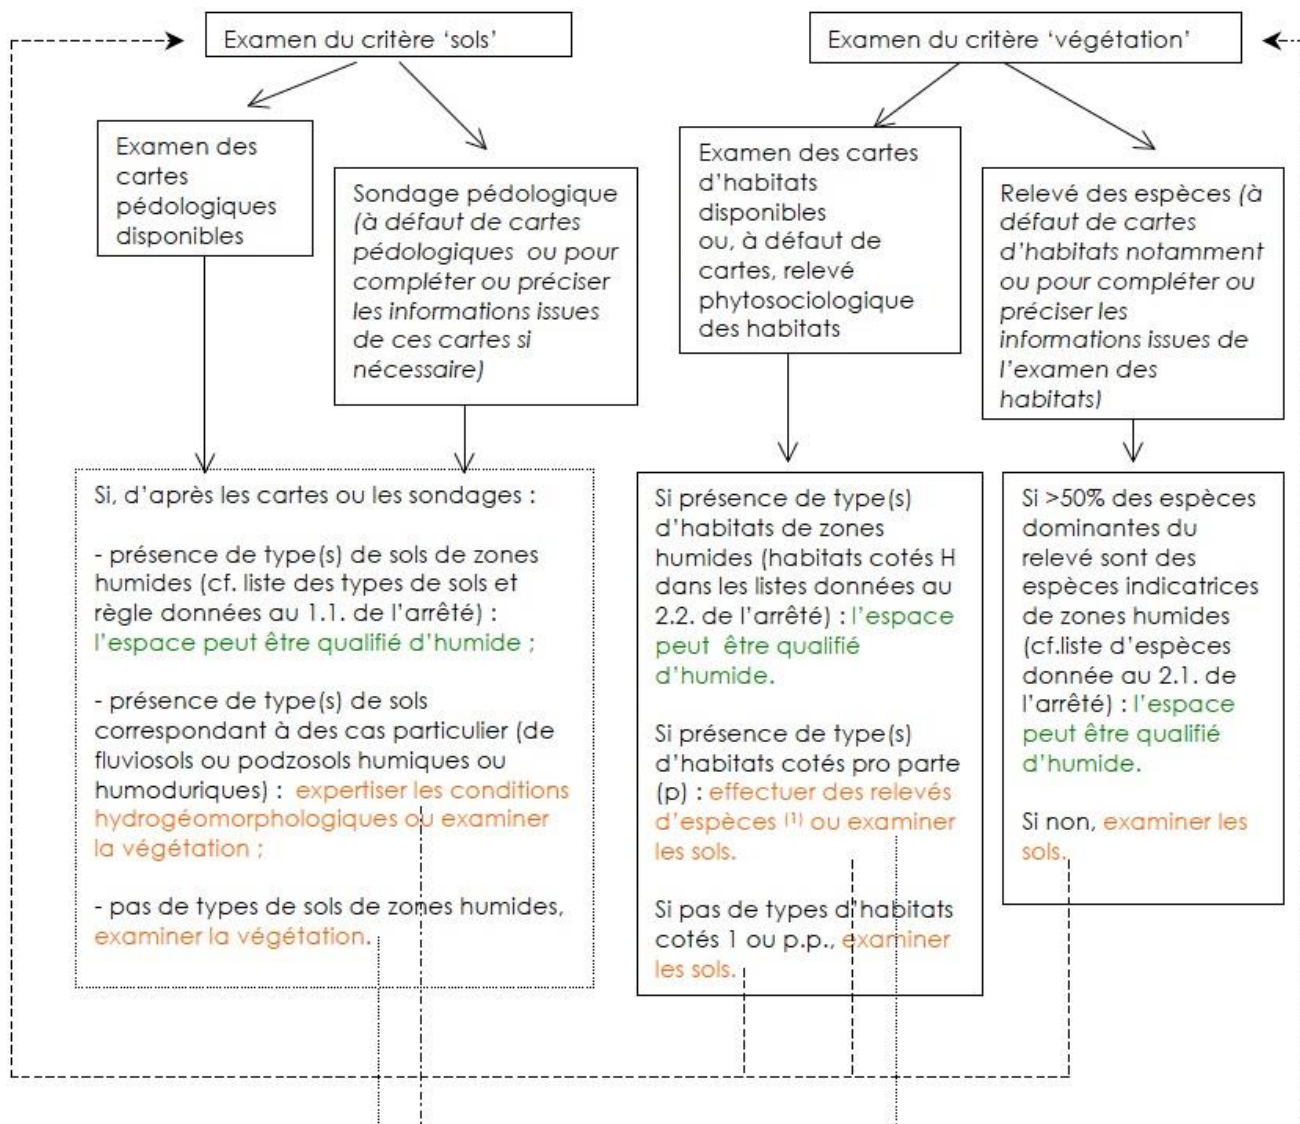 Examen du critère ‘sols’
Examen du critère ‘végétation’
Examen des
cartes
pédologiques
disponibles
Sondage pédologique
(à défaut de cartes
pédologiques ou pour
compléter ou préciser
les informations issues
de ces cartes si
nécessaire)
Examen des cartes
d’habitats
disponibles
ou, à défaut de
cartes, relevé
phytosociologique
des habitats
Relevé des espèces (à
défaut de cartes
d’habitats notamment
ou pour compléter ou
préciser les
informations issues de
l’examen des
habitats)
Si, d’après les cartes ou les sondages :
- présence de type(s) de sols de zones
humides (cf. liste des types de sols et
règle données au 1.1. de l’arrêté) :
l’espace peut être qualifié d’humide ;
- présence de type(s) de sols
correspondant à des cas particulier (de
fluviosols ou podzosols humiques ou
humoduriques) : expertiser les conditions
hydrogéomorphologiques ou examiner
la végétation ;
- pas de types de sols de zones humides,
examiner la végétation.
Si présence de type(s)
d’habitats de zones
humides (habitats cotés H
dans les listes données au
2.2. de l’arrêté) : l’espace
peut être qualifié
d’humide.
Si présence de type(s)
d’habitats cotés pro parte
(p) : effectuer des relevés
d’espèces (1) ou examiner
les sols.
Si pas de types d’habitats
cotés 1 ou p.p., examiner
les sols.
Si >50% des espèces
dominantes du
relevé sont des
espèces indicatrices
de zones humides
(cf.liste d’espèces
donnée au 2.1. de
l’arrêté) : l’espace
peut être qualifié
d’humide.
Si non, examiner les
sols.